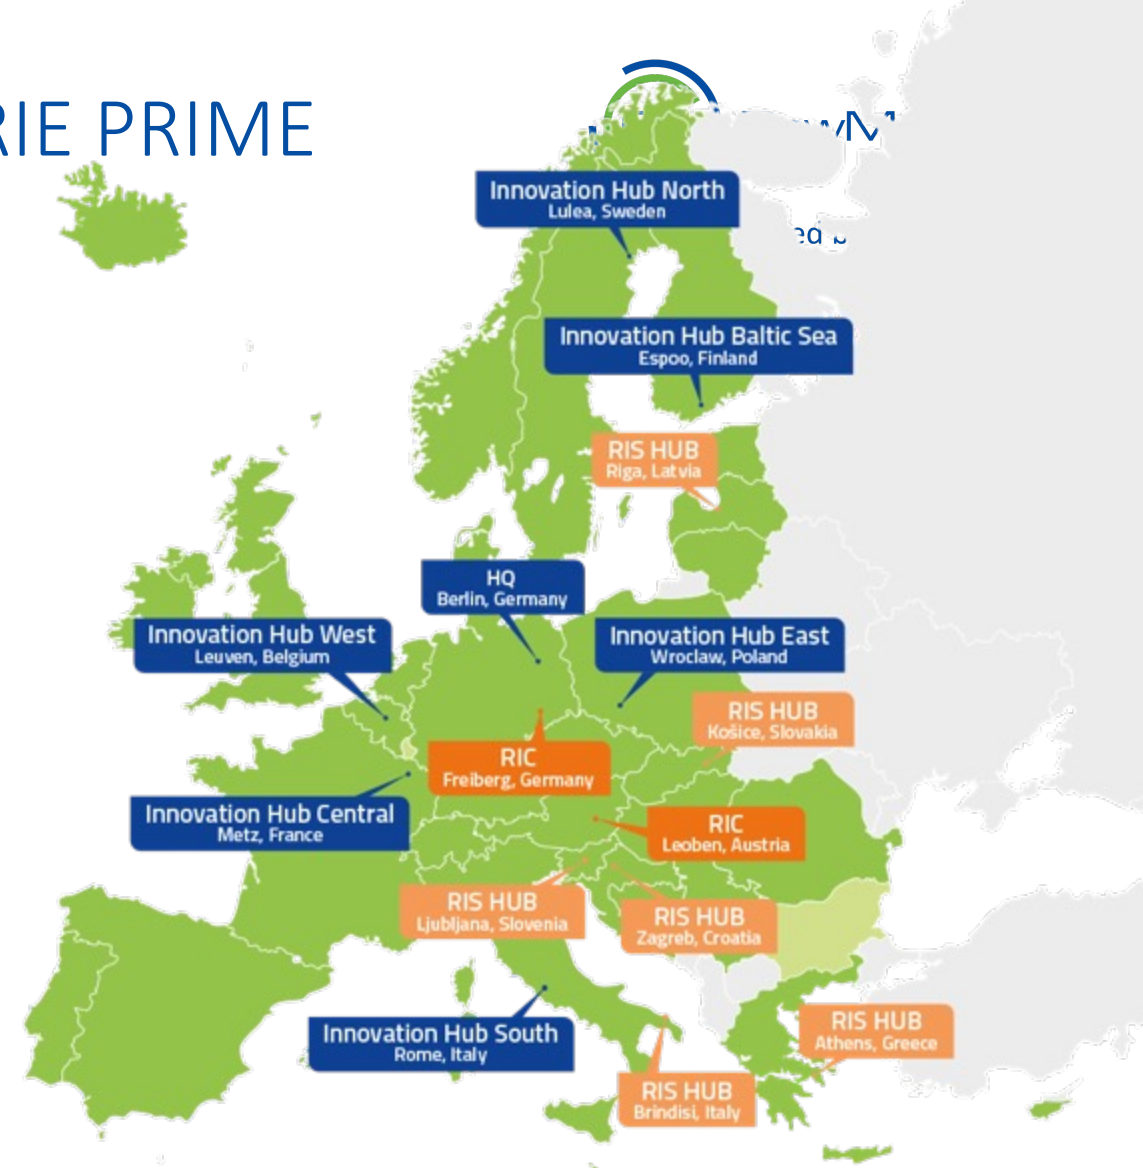 RIE PRIME
Innovation Hub North
Lulea, Sweden
Innovation Hub Baltic Sea
Espoo, Finland
RIS HUB
Riga, Latvia
HQ
Berlin, Germany
Innovation Hub West
Leuven, Belgium
Innovation Hub East
Wroclaw, Poland
RIS HUB
Košice, Slovakia
RIC
Freiberg, Germany
Innovation Hub Central
Metz, France
RIC
Leoben, Austria
RIS HUB
Ljubljana, Slovenia
RIS HUB
Zagreb, Croatia
Innovation Hub South
Rome, Italy
RIS HUB
Athens, Greece
RIS HUB
Brindisi, Italy